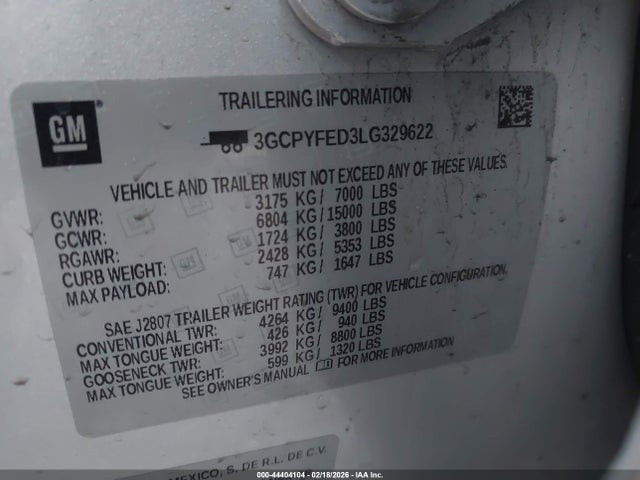 TRAILERING INFORMATION
GM
3GCPYFED3LG329622
VEHICLE AND TRAILER MUST NOT EXCEED ANY OF THESE VALUES.
GVWR: 3175 KG/ 7000 LBS
GCWR: 6804 KG/15000 LBS
RGAWR: 1724 KG/ 3800 LBS
CURB WEIGHT: 2428 KG/ 5353 LBS
MAX PAYLOAD: 747 KG/ 1647 LBS
SAE J2807 TRAILER WEIGHT RATING (TWR) FOR VEHICLE CONFIGURATION.
CONVENTIONAL TWR: 4264 KG/ 9400 LBS
MAX TONGUE WEIGHT: 426 KG/ 940 LBS
GOOSENECK TWR: 3992 KG/ 8800 LBS
MAX TONGUE WEIGHT: 599 KG/ 1320 LBS
SEE OWNER'S MANUAL FOR MORE INFORMATION
MEXICO, S, DE R.L. DE C.V.
000-44404104 - 02/18/2026 - IAA Inc.